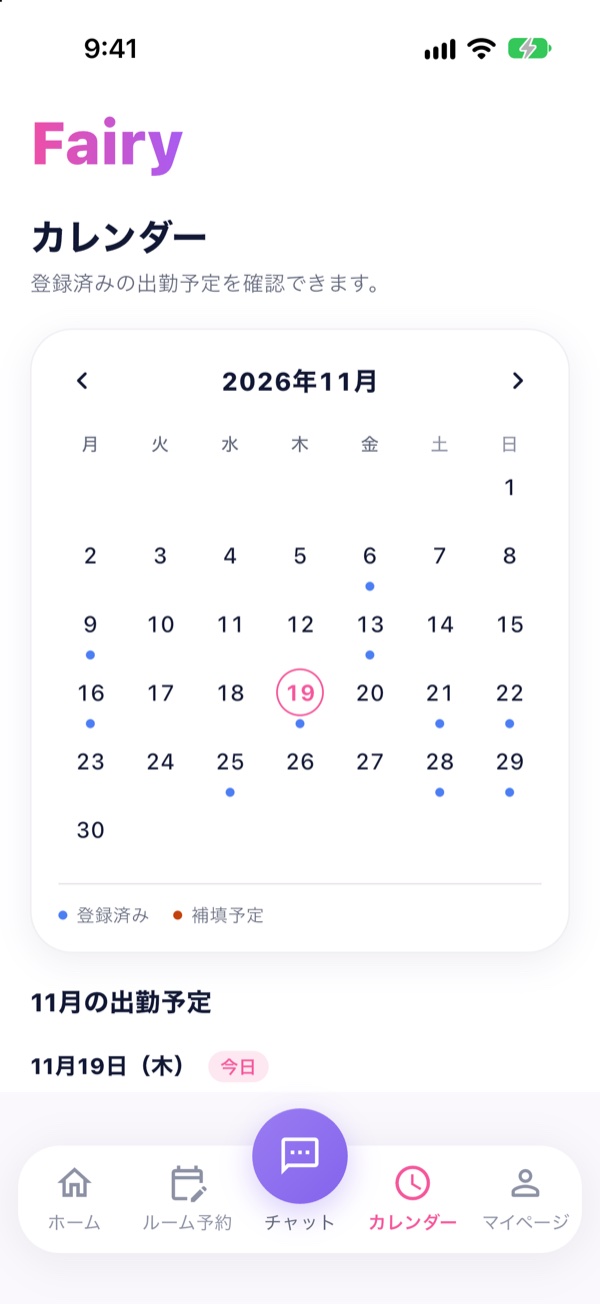 9:41
Fairy
カレンダー
登録済みの出勤予定を確認できます。
2026年11月
月 火 水 木 金 土 日
1
2 3 4 5 6 7 8
9 10 11 12 13 14 15
16 17 18 19 20 21 22
23 24 25 26 27 28 29
30
登録済み 補填予定
11月の出勤予定
11月19日（木） 今日
ホーム ルーム予約 チャット カレンダー マイページ